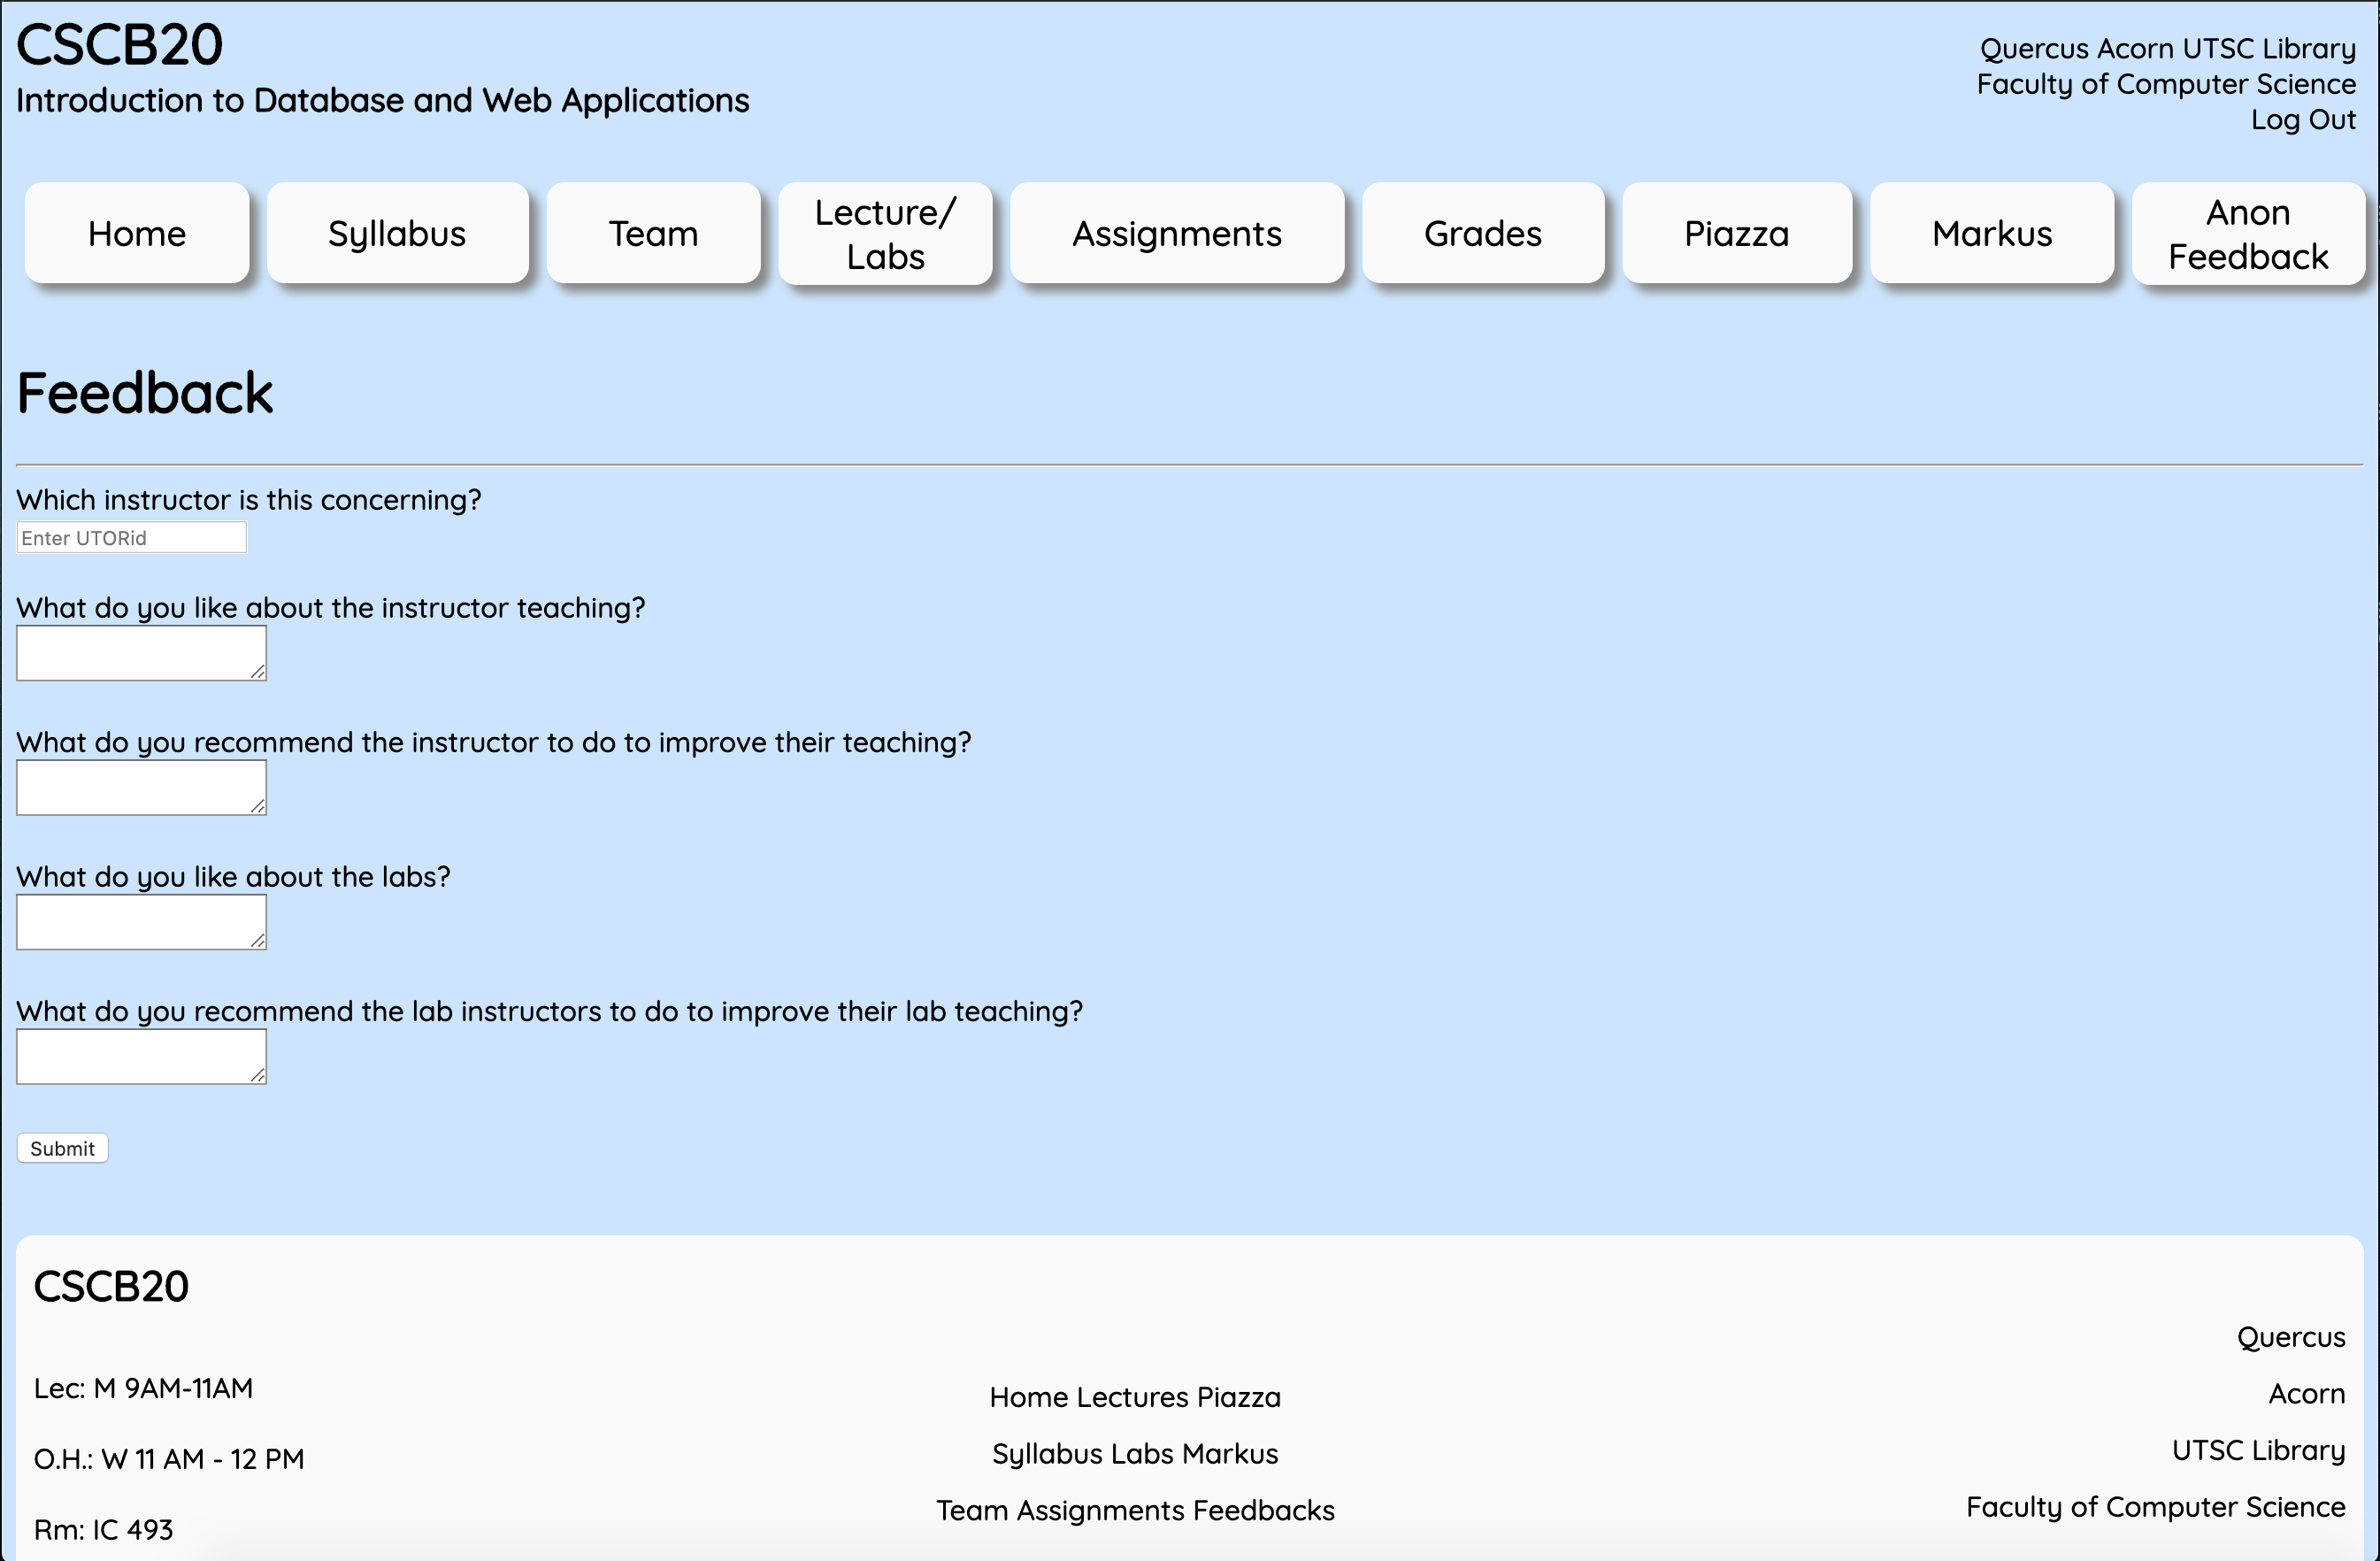 CSCB20
Introduction to Database and Web Applications
Quercus Acorn UTSC Library
Faculty of Computer Science
Log Out
Home
Syllabus
Team
Lecture/
Labs
Assignments
Grades
Piazza
Markus
Anon
Feedback
Feedback
Which instructor is this concerning?
Enter UTORid
What do you like about the instructor teaching?
What do you recommend the instructor to do to improve their teaching?
What do you like about the labs?
What do you recommend the lab instructors to do to improve their lab teaching?
Submit
CSCB20
Lec: M 9AM-11AM
O.H.: W 11 AM - 12 PM
Rm: IC 493
Home Lectures Piazza
Syllabus Labs Markus
Team Assignments Feedbacks
Quercus
Acorn
UTSC Library
Faculty of Computer Science